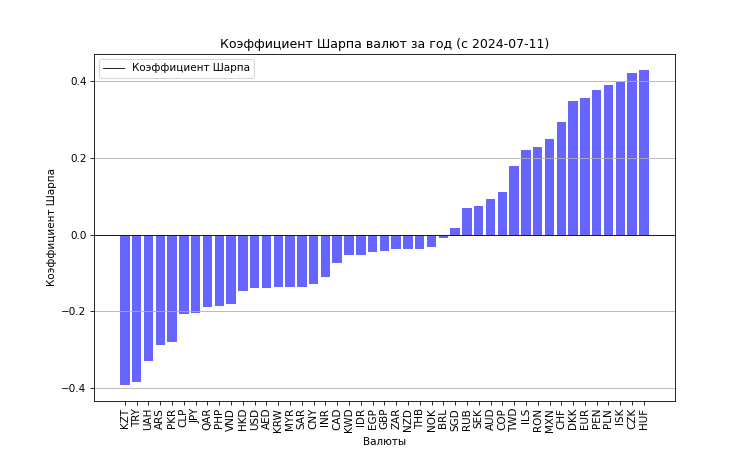 Коэффициент Шарпа валют за год (с 2024-07-11)
Коэффициент Шарпа
Коэффициент Шарпа
0.4
0.2
0.0
−0.2
−0.4
KZT TRY UAH ARS PKR CLP JPY QAR PHP VND HKD USD AED KRW MYR SAR CNY INR CAD KWD IDR EGP GBP ZAR NZD THB NOK BRL SGD RUB SEK AUD COP TWD ILS RON MXN CHF DKK EUR PEN PLN ISK CZK HUF
Валюты